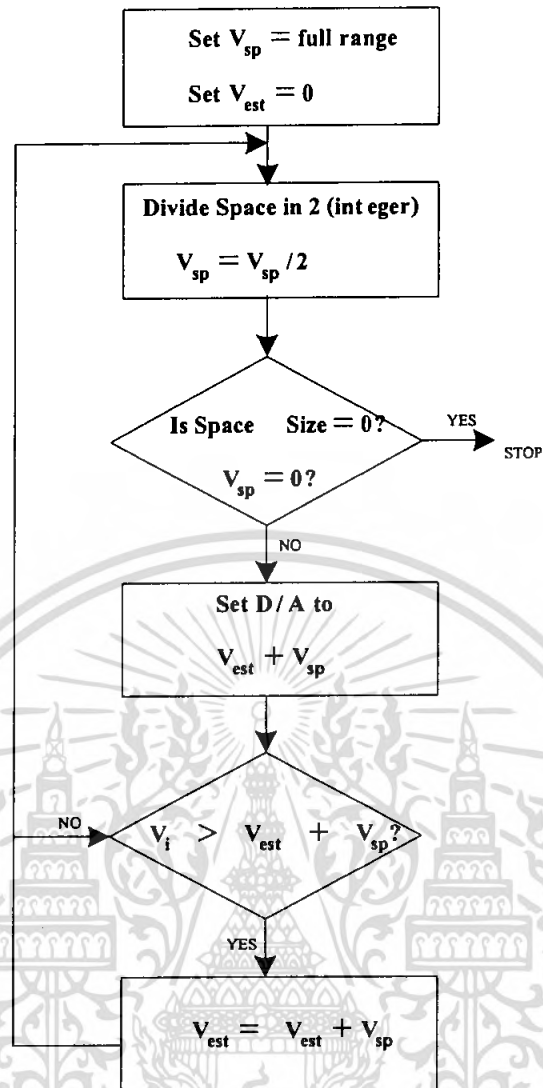 Set V_sp = full range
Set V_est = 0
Divide Space in 2 (int eger)
V_sp = V_sp /2
Is Space Size = 0?
V_sp = 0?
YES
STOP
NO
Set D/A to
V_est + V_sp
NO
V_i > V_est + V_sp?
YES
V_est = V_est + V_sp